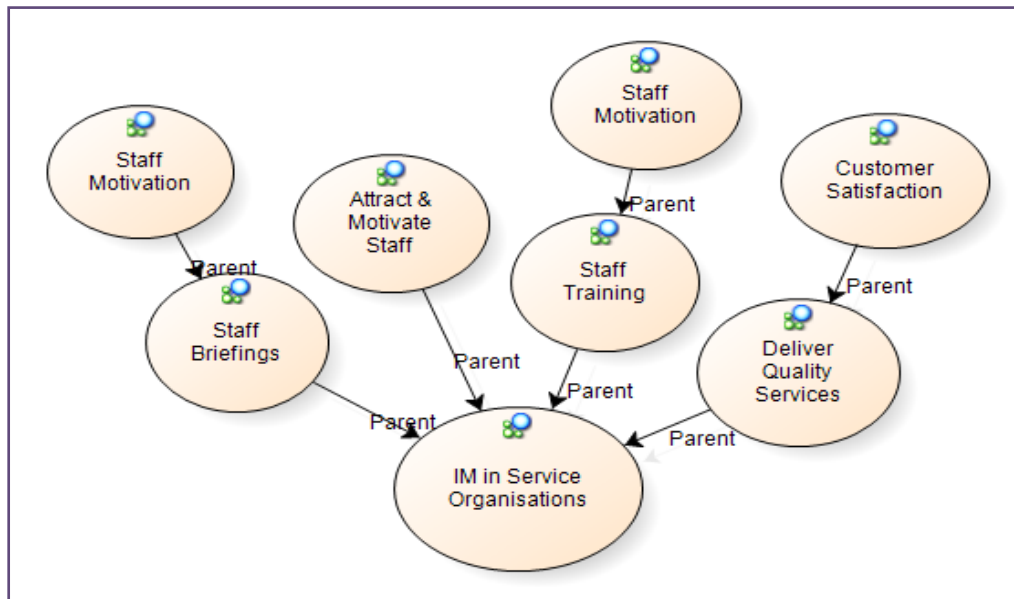 Staff
Motivation
Staff
Motivation
Customer
Satisfaction
Attract &
Motivate
Staff
Parent
Parent
Staff
Training
Parent
Staff
Briefings
Deliver
Quality
Services
Parent
Parent
Parent
Parent
IM in Service
Organisations